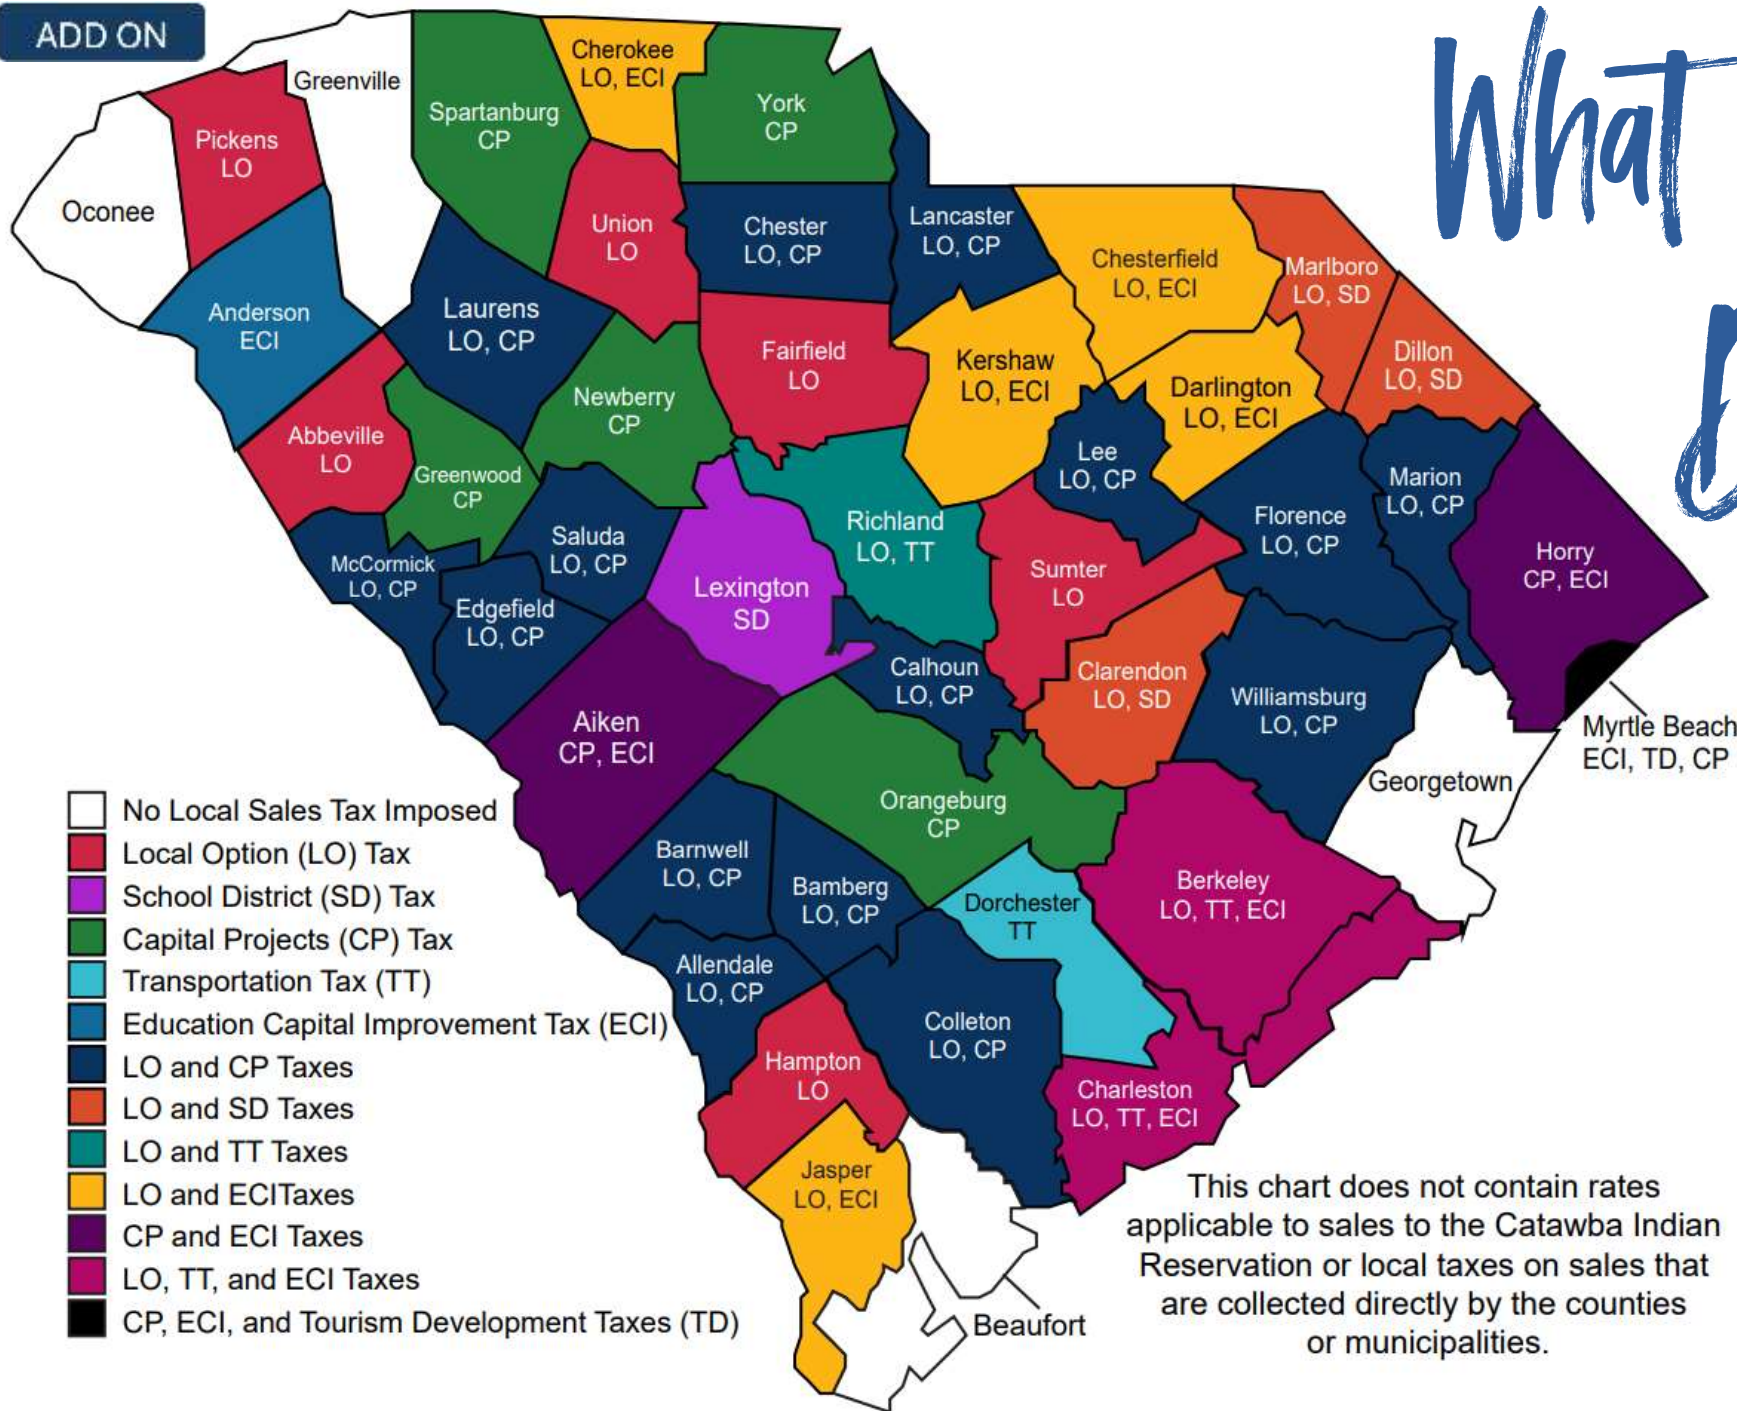 ADD ON
What
Greenville
Cherokee
LO, ECI
Spartanburg
CP
York
CP
Pickens
LO
Oconee
Union
LO
Chester
LO, CP
Lancaster
LO, CP
Chesterfield
LO, ECI
Marlboro
LO, SD
Anderson
ECI
Laurens
LO, CP
Fairfield
LO
Kershaw
LO, ECI
Darlington
LO, ECI
Dillon
LO, SD
Newberry
CP
Abbeville
LO
Greenwood
CP
Lee
LO, CP
Marion
LO, CP
Saluda
LO, CP
Richland
LO, TT
Florence
LO, CP
McCormick
LO, CP
Sumter
LO
Horry
CP, ECI
Edgefield
LO, CP
Lexington
SD
Calhoun
LO, CP
Clarendon
LO, SD
Williamsburg
LO, CP
Aiken
CP, ECI
Myrtle Beach
ECI, TD, CP
Georgetown
Orangeburg
CP
Barnwell
LO, CP
Bamberg
LO, CP
Dorchester
TT
Berkeley
LO, TT, ECI
Allendale
LO, CP
Colleton
LO, CP
Hampton
LO
Charleston
LO, TT, ECI
Jasper
LO, ECI
Beaufort
No Local Sales Tax Imposed
Local Option (LO) Tax
School District (SD) Tax
Capital Projects (CP) Tax
Transportation Tax (TT)
Education Capital Improvement Tax (ECI)
LO and CP Taxes
LO and SD Taxes
LO and TT Taxes
LO and ECITaxes
CP and ECI Taxes
LO, TT, and ECI Taxes
CP, ECI, and Tourism Development Taxes (TD)
This chart does not contain rates
applicable to sales to the Catawba Indian
Reservation or local taxes on sales that
are collected directly by the counties
or municipalities.